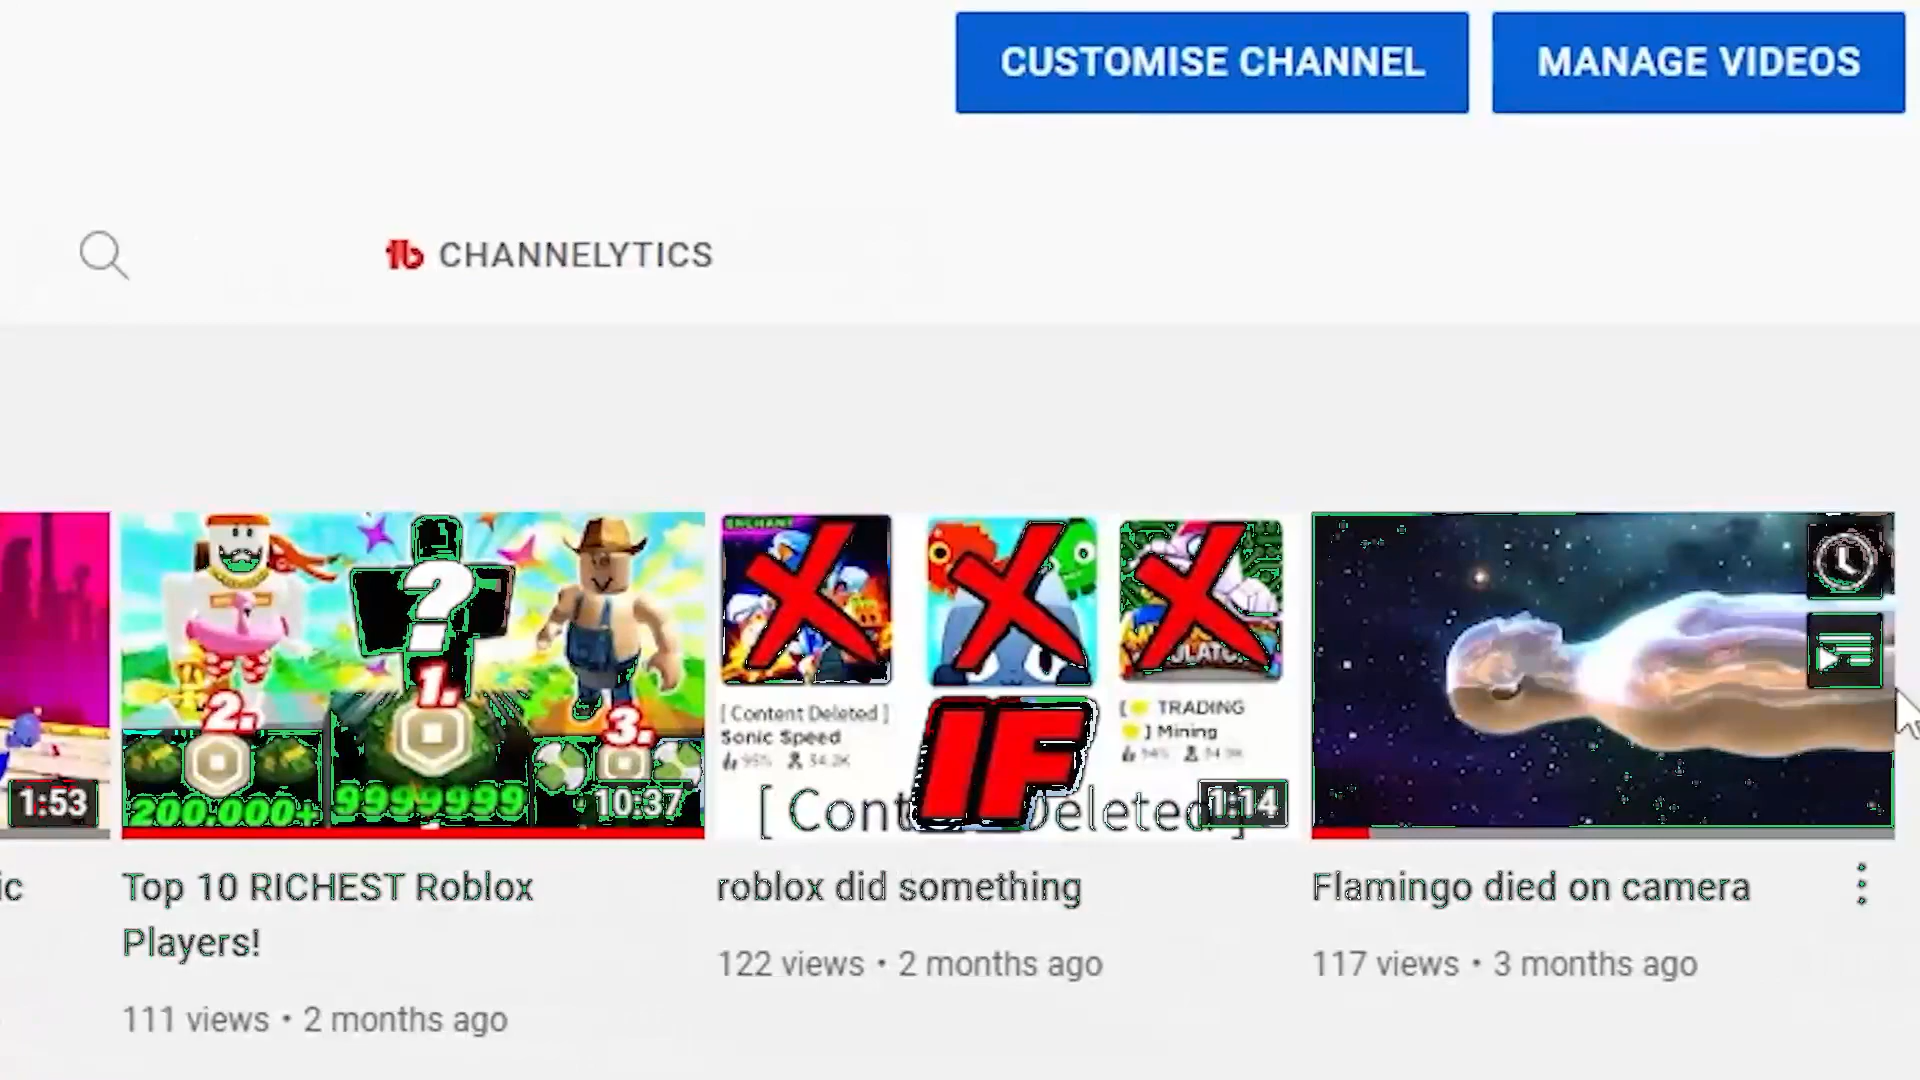 CUSTOMISE CHANNEL
MANAGE VIDEOS
CHANNELYTICS
?
2.
1.
3.
200.000+
9999999
1:53
10:37
[ Content Deleted ]
Sonic Speed
IF
[ TRADING
] Mining
1:14
ic
Top 10 RICHEST Roblox
Players!
111 views • 2 months ago
roblox did something
122 views • 2 months ago
Flamingo died on camera
117 views • 3 months ago